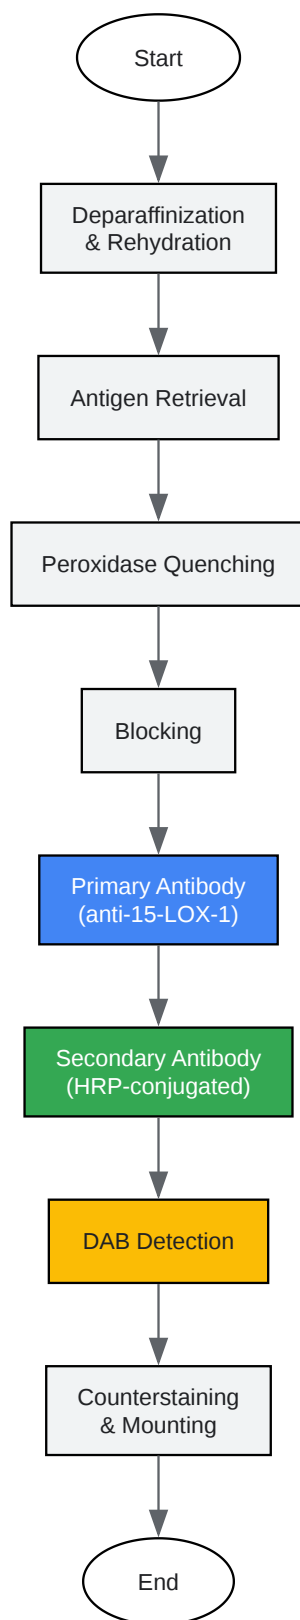 Start
Deparaffinization
& Rehydration
Antigen Retrieval
Peroxidase Quenching
Blocking
Primary Antibody
(anti-15-LOX-1)
Secondary Antibody
(HRP-conjugated)
DAB Detection
Counterstaining
& Mounting
End